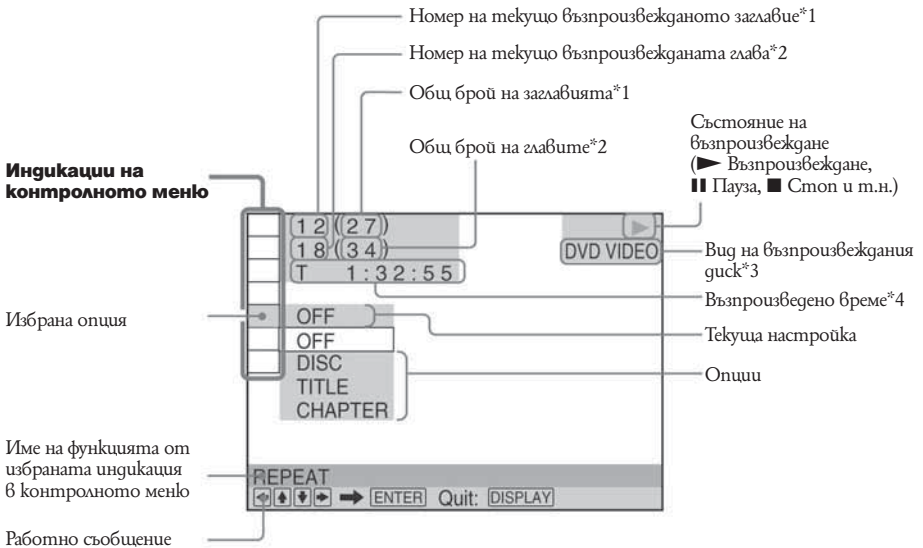 Номер на текущо възпроизвежданото заглавие*1
Номер на текущо възпроизвежданата глава*2
Общ брой на заглавията*1
Общ брой на главите*2
Състояние на
възпроизвеждане
(► Възпроизвеждане,
❚❚ Пауза, ■ Стоп и т.н.)
Индикации на
контролното меню
12(27)
18(34)
T 1:32:55
►
DVD VIDEO
Вид на възпроизвеждания
диск*3
Възпроизведено време*4
Избрана опция
OFF
Текуща настройка
OFF
DISC
TITLE
CHAPTER
Опции
Име на функцията от
избраната индикация
в контролното меню
REPEAT
ENTER Quit: DISPLAY
Работно съобщение